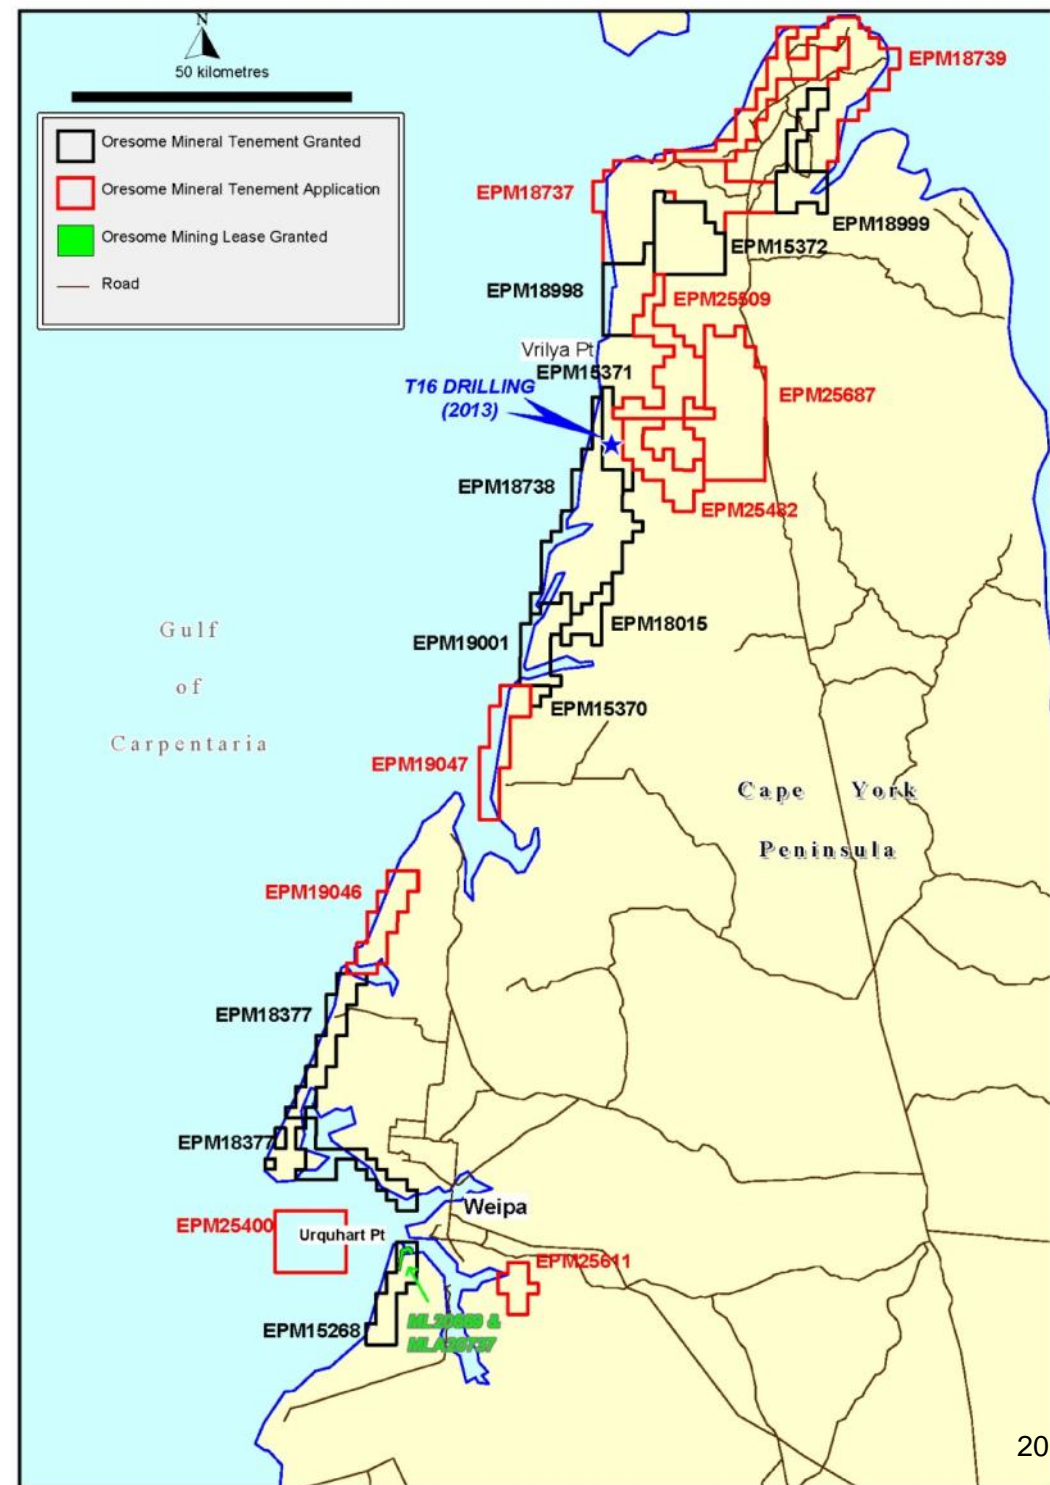 N
50 kilometres
Oresome Mineral Tenement Granted
Oresome Mineral Tenement Application
Oresome Mining Lease Granted
Road
EPM18739
EPM18737
EPM18999
EPM15372
EPM18998
EPM25509
Vrilya Pt
EPM15371
T16 DRILLING
(2013)
EPM25687
EPM18738
EPM25482
Gulf
of
Carpentaria
EPM18015
EPM19001
EPM15370
EPM19047
Cape York
Peninsula
EPM19046
EPM18377
EPM18377
Weipa
EPM25400
Urquhart Pt
EPM25611
EPM15268
20